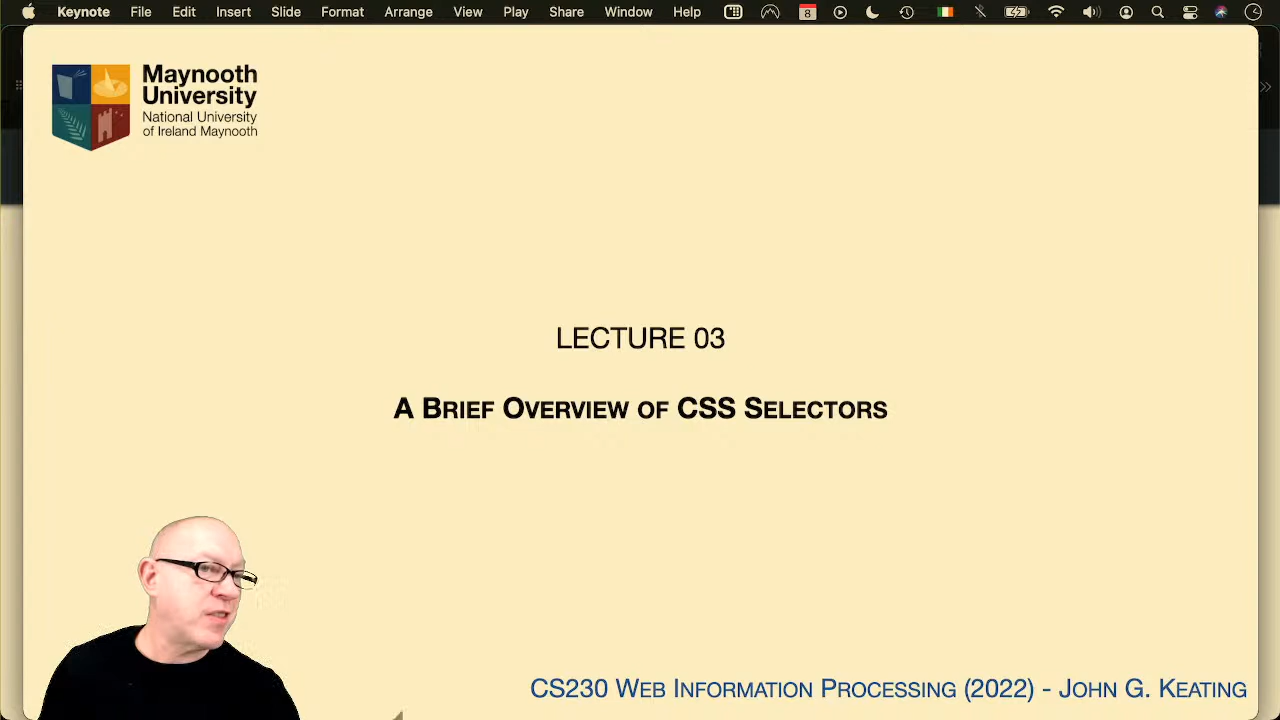 Keynote File Edit Insert Slide Format Arrange View Play Share Window Help 8
Maynooth
University
National University
of Ireland Maynooth
LECTURE 03
A BRIEF OVERVIEW OF CSS SELECTORS
CS230 WEB INFORMATION PROCESSING (2022) - JOHN G. KEATING